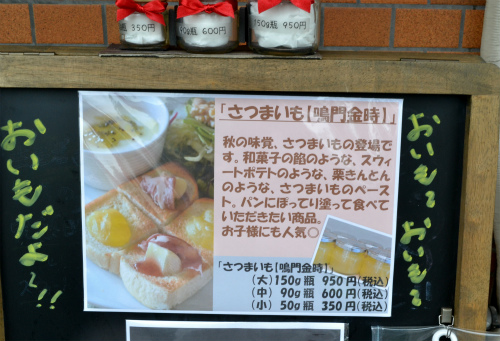 350円
90g瓶 600円
150g瓶 950円
おいもだよ〜!!
「さつまいも【鳴門金時】」
秋の味覚、さつまいもの登場で
す。和菓子の餡のような、スウィ
ートポテトのような、栗きんとん
のような、さつまいものペース
ト。パンにぽってり塗って食べて
いただきたい商品。
お子様にも人気◎
「さつまいも【鳴門金時】」
(大)150g 瓶 950円(税込)
(中) 90g 瓶 600円(税込)
(小) 50g 瓶 350円(税込)
おいも〜おいも〜